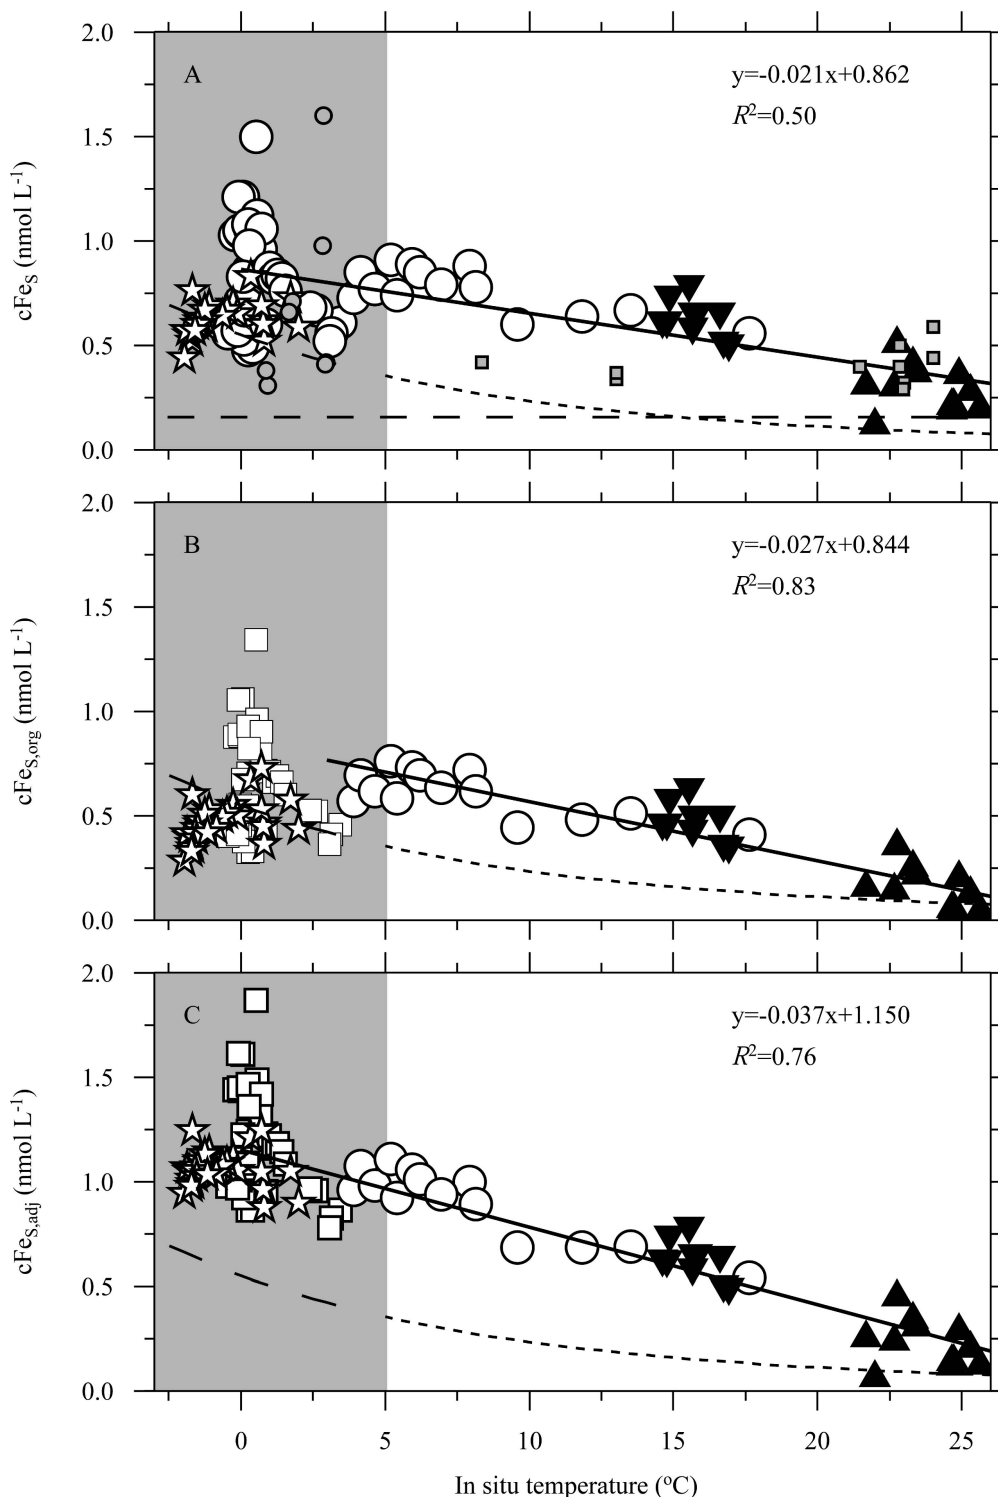 2.0
A
y=-0.021x+0.862
R²=0.50
1.5
cFeS (nmol L-1)
1.0
0.5
0.0
2.0
B
y=-0.027x+0.844
R²=0.83
1.5
cFeS,org (nmol L-1)
1.0
0.5
0.0
2.0
C
y=-0.037x+1.150
R²=0.76
1.5
cFeS,adj (nmol L-1)
1.0
0.5
0.0
0 5 10 15 20 25
In situ temperature (ºC)